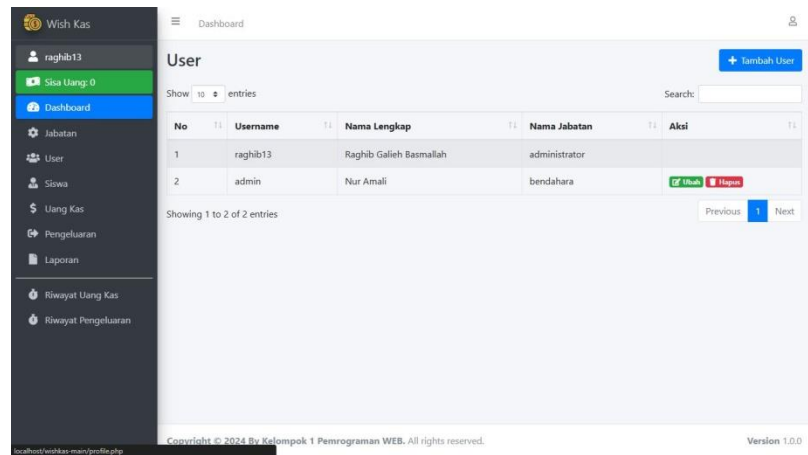 Wish Kas
Dashboard
raghib13
Sisa Uang: 0
Dashboard
Jabatan
User
Siswa
Uang Kas
Pengeluaran
Laporan
Riwayat Uang Kas
Riwayat Pengeluaran
User
Tambah User
Show 10 entries
Search:
No Username Nama Lengkap Nama Jabatan Aksi
1 raghib13 Raghib Galieh Basmallah administrator
2 admin Nur Amali bendahara Ubah Hapus
Showing 1 to 2 of 2 entries
Previous 1 Next
Copyright © 2024 By Kelompok 1 Pemrograman WEB. All rights reserved.
Version 1.0.0
localhost/wishkas-main/profile.php